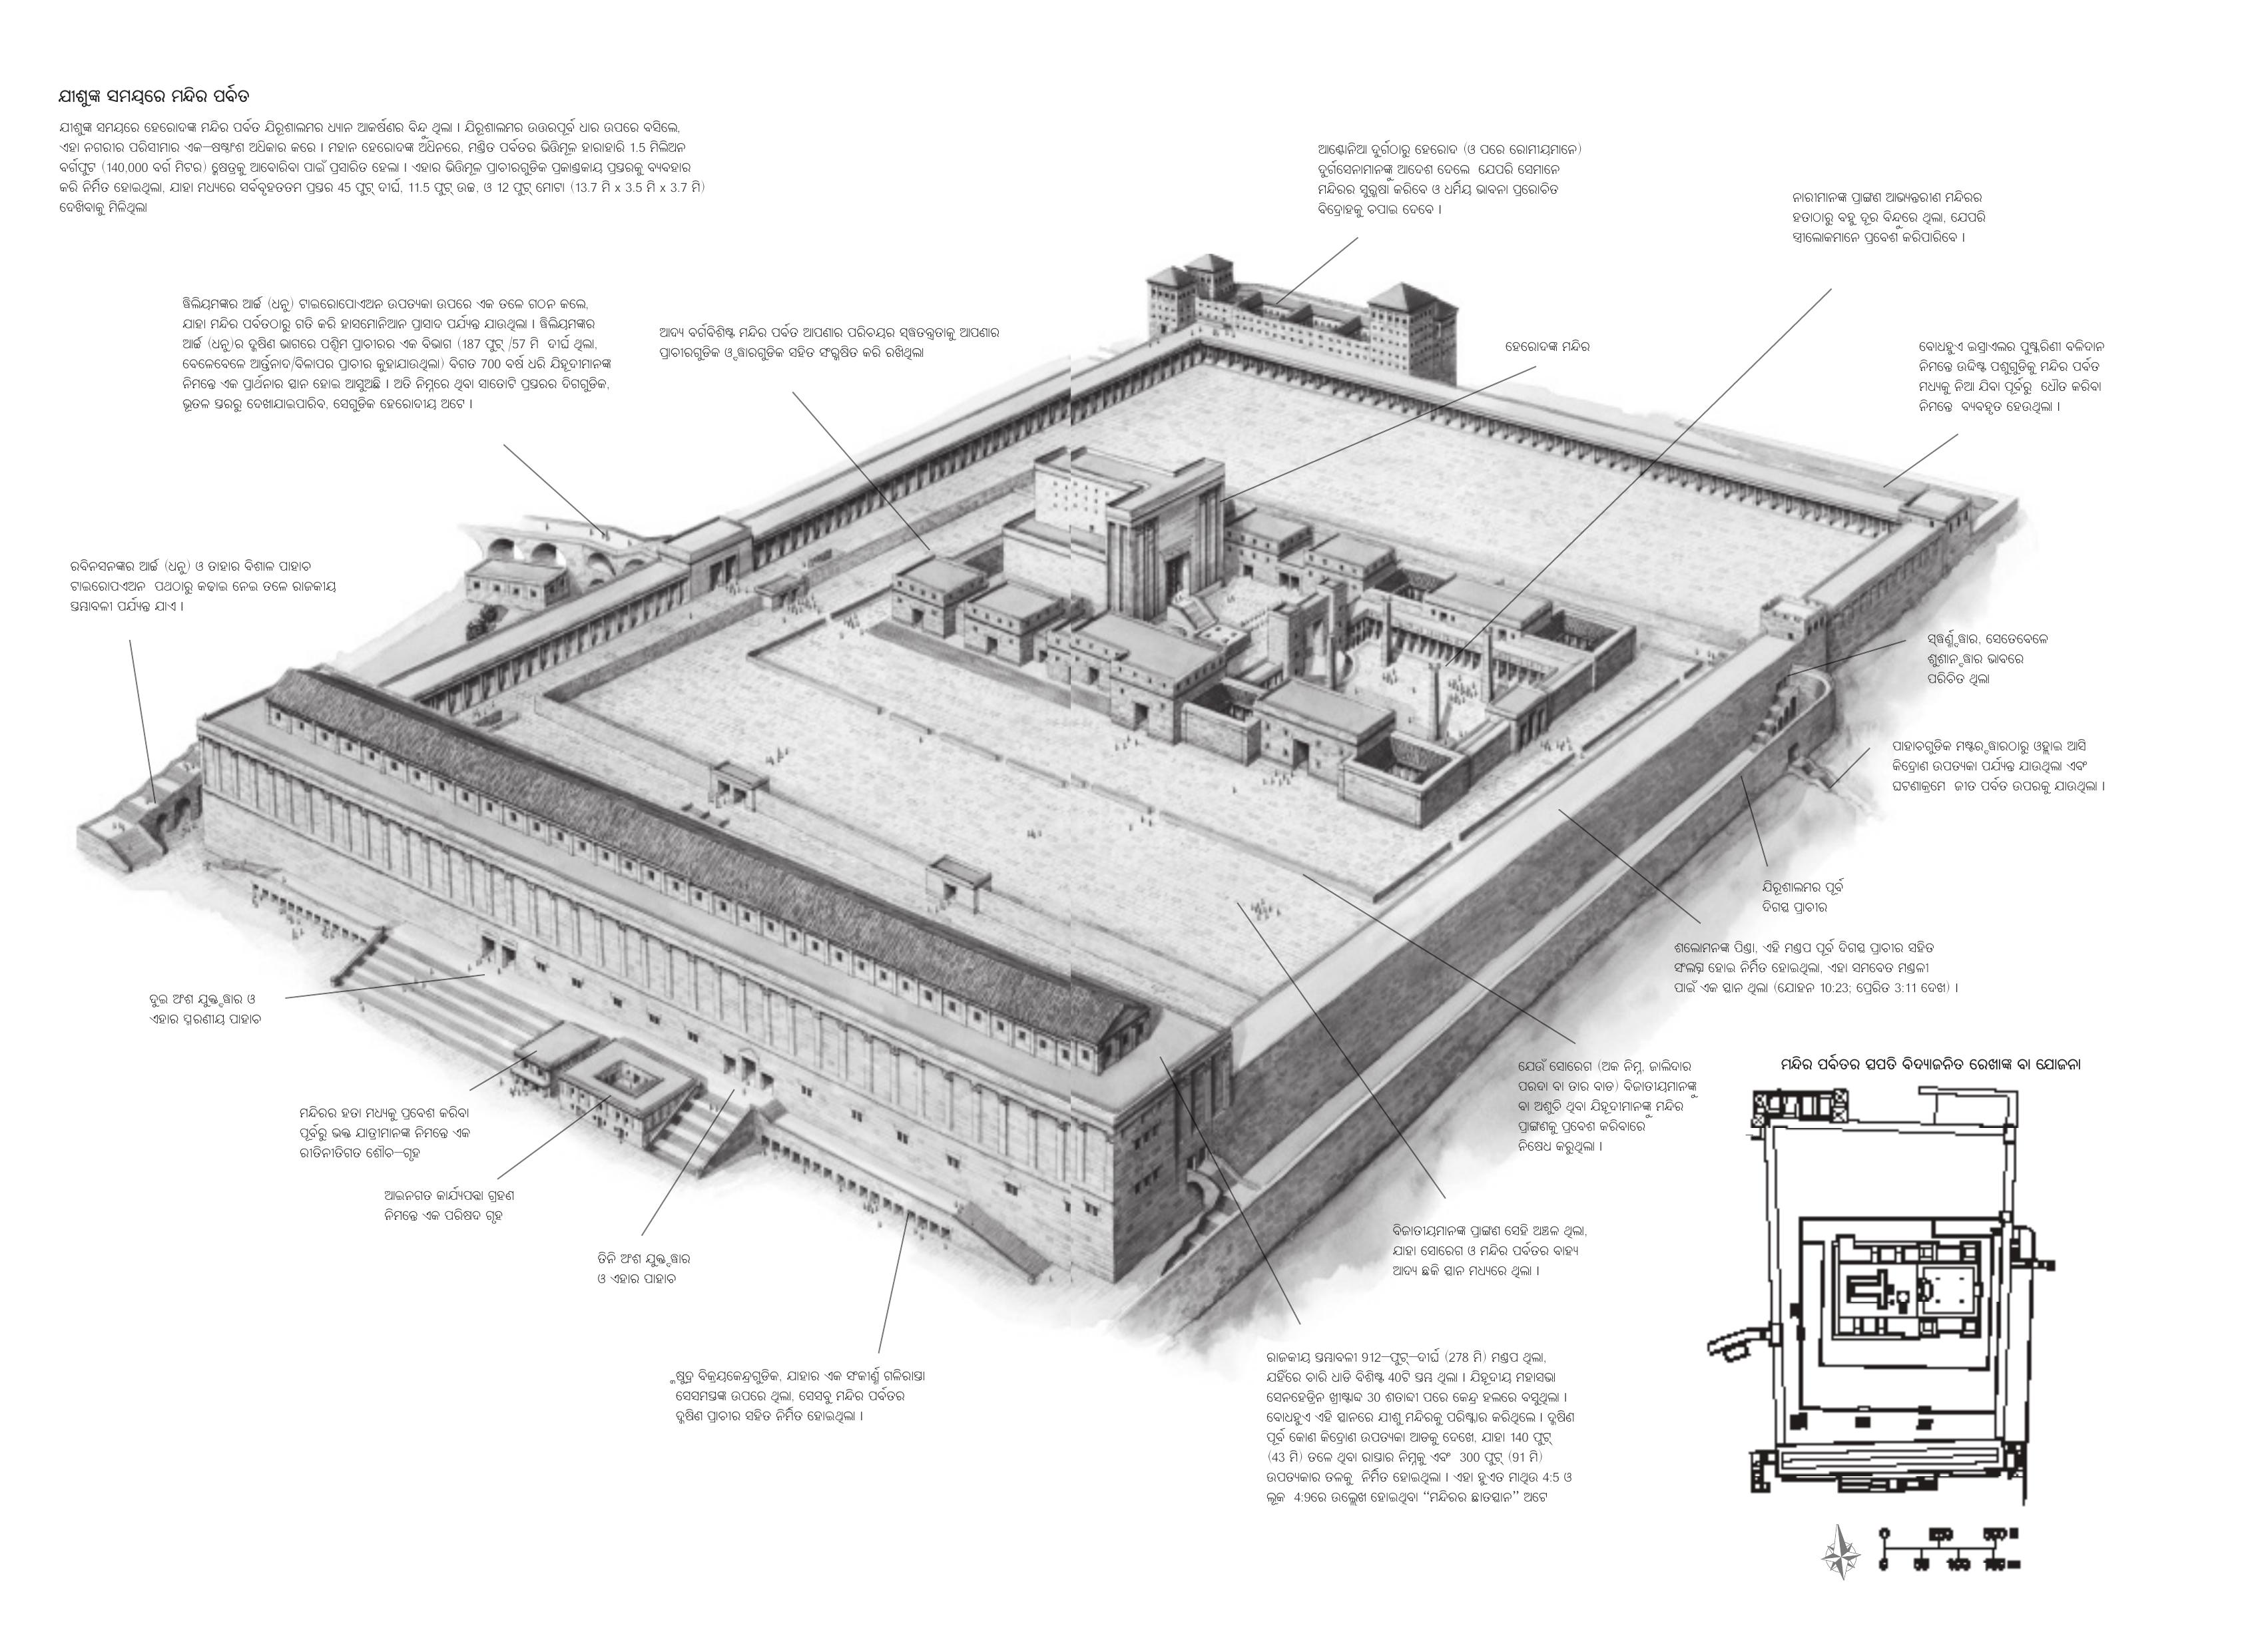 ଯୀଶୁଙ୍କ ସମୟରେ ମନ୍ଦିର ପର୍ବତ
ଯୀଶୁଙ୍କ ସମୟରେ ହେରୋଦଙ୍କ ମନ୍ଦିର ପର୍ବତ ଯିରୂଶାଲମର ଧ୍ୟାନ ଆକର୍ଷଣର ବିନ୍ଦୁ ଥିଲା । ଯିରୂଶାଲମର ଉତ୍ତରପୂର୍ବ ଧାର ଉପରେ ବସିଲେ,
ଏହା ନଗରୀର ପରିସୀମାର ଏକ-ଷଷ୍ଠାଂଶ ଅଧିକାର କରେ । ମହାନ ହେରୋଦଙ୍କ ଅଧିନରେ, ମଣ୍ଡିତ ପର୍ବତର ଭିତ୍ତିମୂଳ ହାରାହାରି 1.5 ମିଲିଅନ
ବର୍ଗପୁଟ (140,000 ବର୍ଗ ମିଟର) କ୍ଷେତ୍ରକୁ ଆବୋରିବା ପାଇଁ ପ୍ରସାରିତ ହେଲା । ଏହାର ଭିତ୍ତିମୂଳ ପ୍ରାଚୀରଗୁଡିକ ପ୍ରକାଣ୍ଡକାୟ ପ୍ରସ୍ତରକୁ ବ୍ୟବହାର
କରି ନିର୍ମିତ ହୋଇଥିଲା, ଯାହା ମଧ୍ୟରେ ସର୍ବବୃହତତମ ପ୍ରସ୍ତର 45 ଫୁଟ୍ ଦୀର୍ଘ, 11.5 ଫୁଟ୍ ଉଚ୍ଚ, ଓ 12 ଫୁଟ୍ ମୋଟା (13.7 ମି x 3.5 ମି x 3.7 ମି)
ଦେଖିବାକୁ ମିଳିଥିଲା
ଆଣ୍ଟୋନିଆ ଦୁର୍ଗଠାରୁ ହେରୋଦ (ଓ ପରେ ରୋମୀୟମାନେ)
ଦୁର୍ଗସେନାମାନଙ୍କୁ ଆଦେଶ ଦେଲେ ଯେପରି ସେମାନେ
ମନ୍ଦିରର ସୁରକ୍ଷା କରିବେ ଓ ଧର୍ମିୟ ଭାବନା ପ୍ରରୋଚିତ
ବିଦ୍ରୋହକୁ ଚପାଇ ଦେବେ ।
ନାରୀମାନଙ୍କ ପ୍ରାଙ୍ଗଣ ଆଭ୍ୟନ୍ତରୀଣ ମନ୍ଦିରର
ହତାଠାରୁ ବହୁ ଦୂର ବିନ୍ଦୁରେ ଥିଲା, ଯେପରି
ସ୍ତ୍ରୀଲୋକମାନେ ପ୍ରବେଶ କରିପାରିବେ ।
ୱିଲିୟମଙ୍କର ଆର୍ଚ୍ଚ (ଧନୁ) ଟାଇରୋପୋଏଅନ ଉପତ୍ୟକା ଉପରେ ଏକ ତଳେ ଗଠନ କଲେ,
ଯାହା ମନ୍ଦିର ପର୍ବତଠାରୁ ଗତି କରି ହାସମୋନିଆନ ପ୍ରାସାଦ ପର୍ଯ୍ୟନ୍ତ ଯାଉଥିଲା । ୱିଲିୟମଙ୍କର
ଆର୍ଚ୍ଚ (ଧନୁ)ର ଦକ୍ଷିଣ ଭାଗରେ ପଶ୍ଚିମ ପ୍ରାଚୀରର ଏକ ବିଭାଗ (187 ଫୁଟ୍ /57 ମି ଦୀର୍ଘ ଥିଲା,
ବେଳେବେଳେ ଆର୍ତ୍ତନାଦ/ବିଳାପର ପ୍ରାଚୀର କୁହାଯାଉଥିଲା) ବିଗତ 700 ବର୍ଷ ଧରି ଯିହୂଦୀମାନଙ୍କ
ନିମନ୍ତେ ଏକ ପ୍ରାର୍ଥନାର ସ୍ଥାନ ହୋଇ ଆସୁଅଛି । ଅତି ନିମ୍ନରେ ଥିବା ସାତୋଟି ପ୍ରସ୍ତରର ଦିଗଗୁଡିକ,
ଭୂତଳ ସ୍ତରରୁ ଦେଖାଯାଇପାରିବ, ସେଗୁଡିକ ହେରୋଦୀୟ ଅଟେ ।
ଆଦ୍ୟ ବର୍ଗବିଶିଷ୍ଟ ମନ୍ଦିର ପର୍ବତ ଆପଣାର ପରିଚୟର ସ୍ୱତନ୍ତ୍ରତାକୁ ଆପଣାର
ପ୍ରାଚୀରଗୁଡିକ ଓ ଦ୍ୱାରଗୁଡିକ ସହିତ ସଂରକ୍ଷିତ କରି ରଖିଥିଲା
ହେରୋଦଙ୍କ ମନ୍ଦିର
ବୋଧହୁଏ ଇସ୍ରାଏଲର ପୁଷ୍କରିଣୀ ବଳିଦାନ
ନିମନ୍ତେ ଉଦ୍ଦିଷ୍ଟ ପଶୁଗୁଡିକୁ ମନ୍ଦିର ପର୍ବତ
ମଧ୍ୟକୁ ନିଆ ଯିବା ପୂର୍ବରୁ ଧୌତ କରିବା
ନିମନ୍ତେ ବ୍ୟବହୃତ ହେଉଥିଲା ।
ରବିନସନଙ୍କର ଆର୍ଚ୍ଚ (ଧନୁ) ଓ ତାହାର ବିଶାଳ ପାହାଚ
ଟାଇରୋପଏଅନ ପଥଠାରୁ କଢ଼ାଇ ନେଇ ତଳେ ରାଜକୀୟ
ସ୍ତମ୍ଭାବଳୀ ପର୍ଯ୍ୟନ୍ତ ଯାଏ ।
ସ୍ୱର୍ଣ୍ଣଦ୍ୱାର, ସେତେବେଳେ
ଶୁଶାନ୍‌ଦ୍ୱାର ଭାବରେ
ପରିଚିତ ଥିଲା
ପାହାଚଗୁଡିକ ମଷ୍ଟରଦ୍ୱାରଠାରୁ ଓହ୍ଲାଇ ଆସି
କିଦ୍ରୋଣ ଉପତ୍ୟକା ପର୍ଯ୍ୟନ୍ତ ଯାଉଥିଲା ଏବଂ
ଘଟଣାକ୍ରମେ ଜୀତ ପର୍ବତ ଉପରକୁ ଯାଉଥିଲା ।
ଯିରୂଶାଲମର ପୂର୍ବ
ଦିଗସ୍ଥ ପ୍ରାଚୀର
ଶଲୋମନଙ୍କ ପିଣ୍ଡା, ଏହି ମଣ୍ଡପ ପୂର୍ବ ଦିଗସ୍ଥ ପ୍ରାଚୀର ସହିତ
ସଂଲଗ୍ନ ହୋଇ ନିର୍ମିତ ହୋଇଥିଲା, ଏହା ସମବେତ ମଣ୍ଡଳୀ
ପାଇଁ ଏକ ସ୍ଥାନ ଥିଲା (ଯୋହନ 10:23; ପ୍ରେରିତ 3:11 ଦେଖ) ।
ଦୁଇ ଅଂଶ ଯୁକ୍ତ ଦ୍ୱାର ଓ
ଏହାର ସ୍ମରଣୀୟ ପାହାଚ
ଯେଉଁ ସୋରେଗ (ଅକ ନିମ୍ନ, ଜାଲିଦାର
ପରଦା ବା ତାର ବାଡ) ବିଜାତୀୟମାନଙ୍କୁ
ବା ଅଶୁଚି ଥିବା ଯିହୂଦୀମାନଙ୍କୁ ମନ୍ଦିର
ପ୍ରାଙ୍ଗଣକୁ ପ୍ରବେଶ କରିବାରେ
ନିଷେଧ କରୁଥିଲା ।
ମନ୍ଦିର ପର୍ବତର ସ୍ଥପତି ବିଦ୍ୟାଜନିତ ରେଖାଙ୍କ ବା ଯୋଜନା
ମନ୍ଦିରର ହତା ମଧ୍ୟକୁ ପ୍ରବେଶ କରିବା
ପୂର୍ବରୁ ଭକ୍ତ ଯାତ୍ରୀମାନଙ୍କ ନିମନ୍ତେ ଏକ
ରୀତିନୀତିଗତ ଶୌଚ-ଗୃହ
ଆଇନଗତ କାର୍ଯ୍ୟପନ୍ଥା ଗ୍ରହଣ
ନିମନ୍ତେ ଏକ ପରିଷଦ ଗୃହ
ତିନି ଅଂଶ ଯୁକ୍ତ ଦ୍ୱାର
ଓ ଏହାର ପାହାଚ
ବିଜାତୀୟମାନଙ୍କ ପ୍ରାଙ୍ଗଣ ସେହି ଅଞ୍ଚଳ ଥିଲା,
ଯାହା ସୋରେଗ ଓ ମନ୍ଦିର ପର୍ବତର ବାହ୍ୟ
ଆଦ୍ୟ ଛକି ସ୍ଥାନ ମଧ୍ୟରେ ଥିଲା ।
କ୍ଷୁଦ୍ର ବିକ୍ରୟକେନ୍ଦ୍ରଗୁଡିକ, ଯାହାର ଏକ ସଂକୀର୍ଣ୍ଣ ଗଳିରାସ୍ତା
ସେସମସ୍ତଙ୍କ ଉପରେ ଥିଲା, ସେସବୁ ମନ୍ଦିର ପର୍ବତର
ଦକ୍ଷିଣ ପ୍ରାଚୀର ସହିତ ନିର୍ମିତ ହୋଇଥିଲା ।
ରାଜକୀୟ ସ୍ତମ୍ଭାବଳୀ 912-ଫୁଟ୍-ଦୀର୍ଘ (278 ମି) ମଣ୍ଡପ ଥିଲା,
ଯହିଁରେ ଚାରି ଧାଡି ବିଶିଷ୍ଟ 40ଟି ସ୍ତମ୍ଭ ଥିଲା । ଯିହୂଦୀୟ ମହାସଭା
ସେନହେଡ୍ରିନ ଖ୍ରୀଷ୍ଟାବ୍ଦ 30 ଶତାବ୍ଦୀ ପରେ କେନ୍ଦ୍ର ହଲରେ ବସୁଥିଲା ।
ବୋଧହୁଏ ଏହି ସ୍ଥାନରେ ଯୀଶୁ ମନ୍ଦିରକୁ ପରିଷ୍କାର କରିଥିଲେ । ଦକ୍ଷିଣ
ପୂର୍ବ କୋଣ କିଦ୍ରୋଣ ଉପତ୍ୟକା ଆଡକୁ ଦେଖେ, ଯାହା 140 ଫୁଟ୍
(43 ମି) ତଳେ ଥିବା ରାସ୍ତାର ନିମ୍ନକୁ ଏବଂ 300 ଫୁଟ୍ (91 ମି)
ଉପତ୍ୟକାର ତଳକୁ ନିର୍ମିତ ହୋଇଥିଲା । ଏହା ହୁଏତ ମାଥିଉ 4:5 ଓ
ଲୂକ 4:9ରେ ଉଲ୍ଲେଖ ହୋଇଥିବା “ମନ୍ଦିରର ଛାତସ୍ଥାନ” ଅଟେ